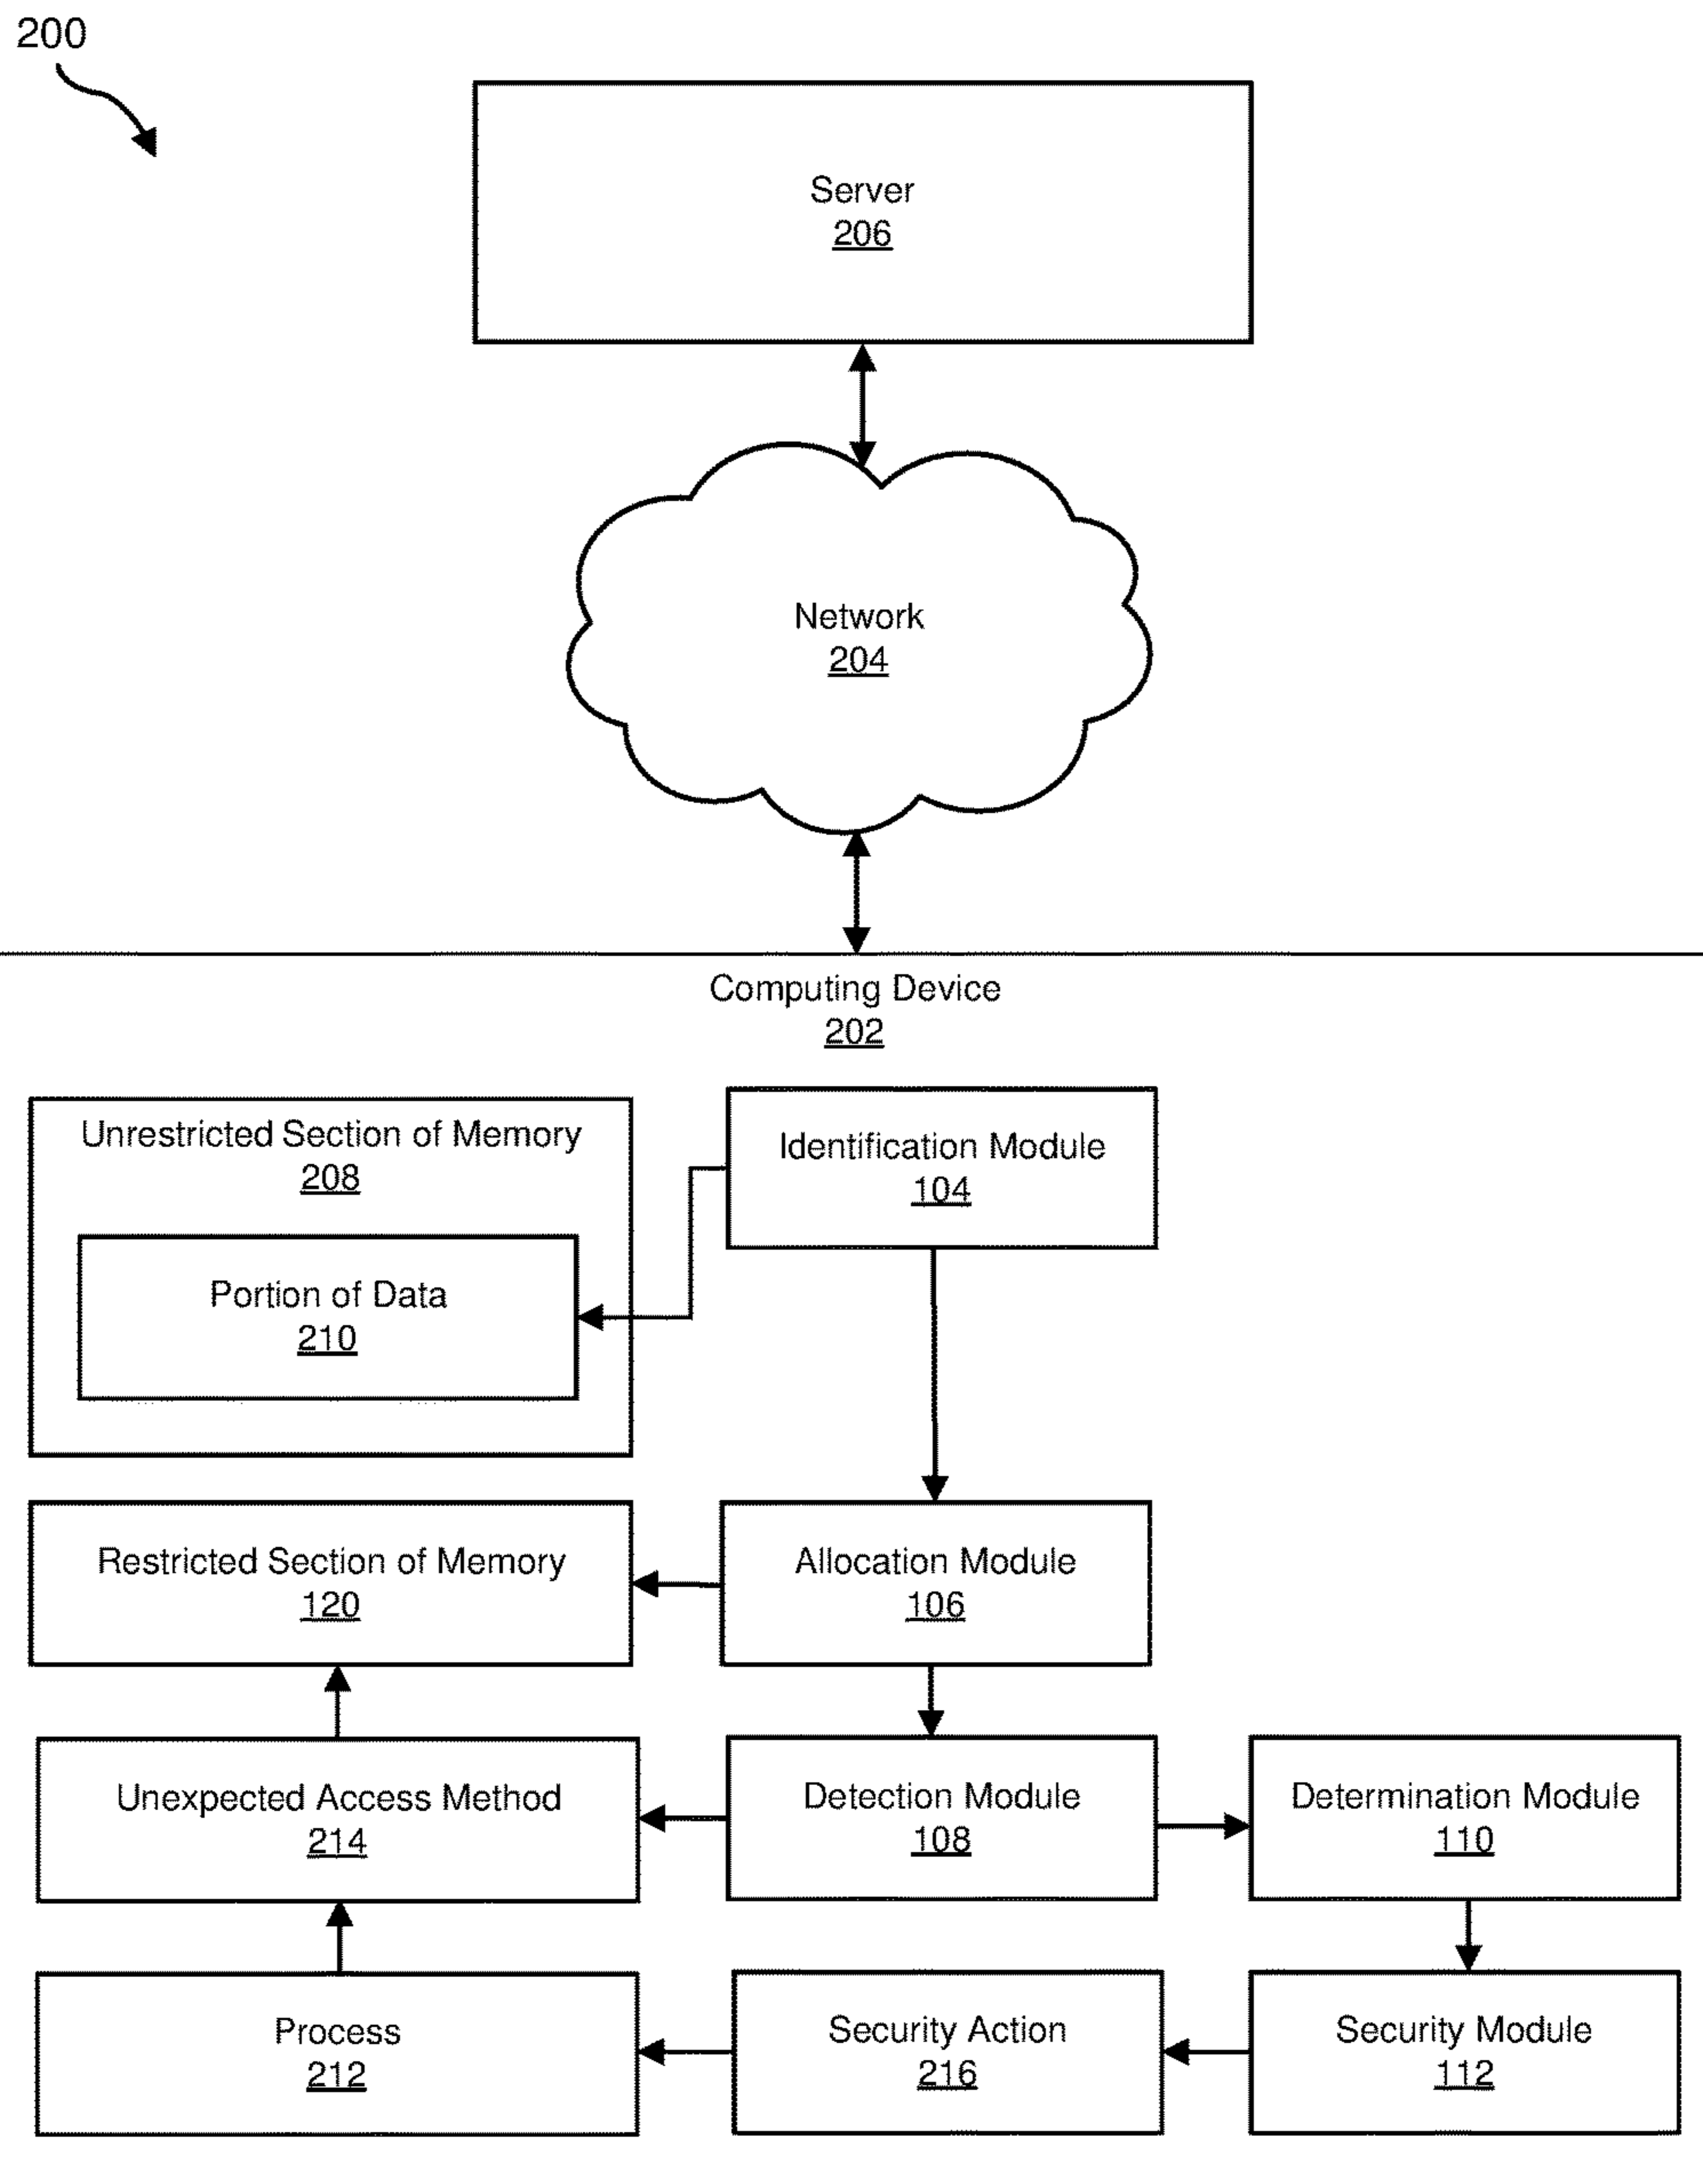 200
Server
206
Network
204
Computing Device
202
Unrestricted Section of Memory
208
Identification Module
104
Portion of Data
210
Restricted Section of Memory
120
Allocation Module
106
Unexpected Access Method
214
Detection Module
108
Determination Module
110
Process
212
Security Action
216
Security Module
112